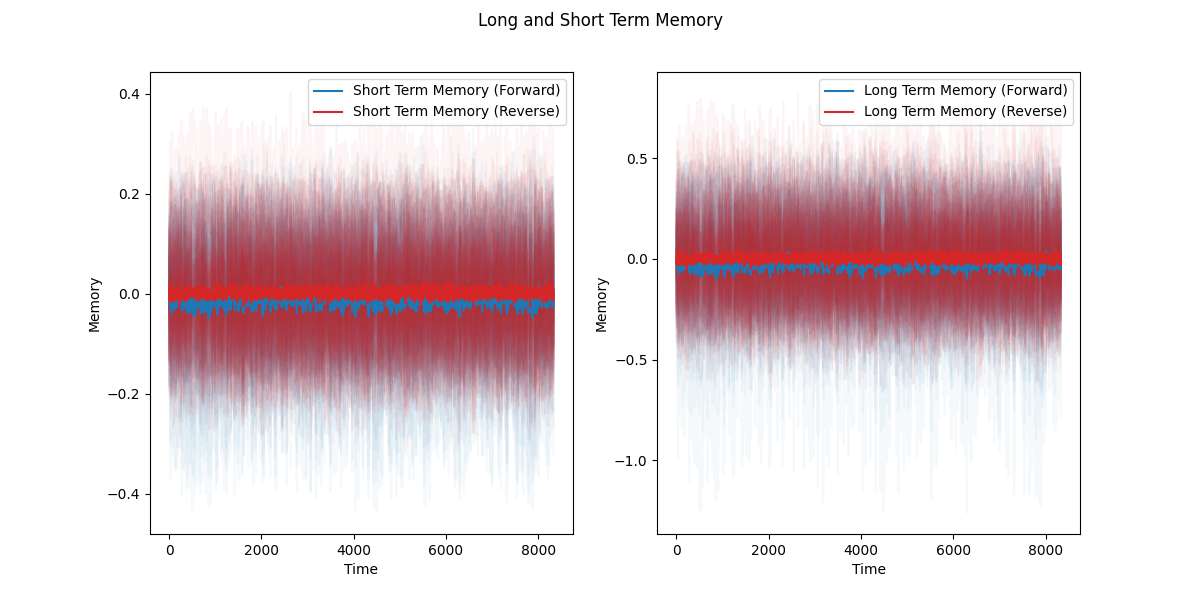 Long and Short Term Memory
Short Term Memory (Forward)
Short Term Memory (Reverse)
0.4
0.2
0.0
−0.2
−0.4
Memory
0
2000
4000
6000
8000
Time
Long Term Memory (Forward)
Long Term Memory (Reverse)
0.5
0.0
−0.5
−1.0
Memory
0
2000
4000
6000
8000
Time